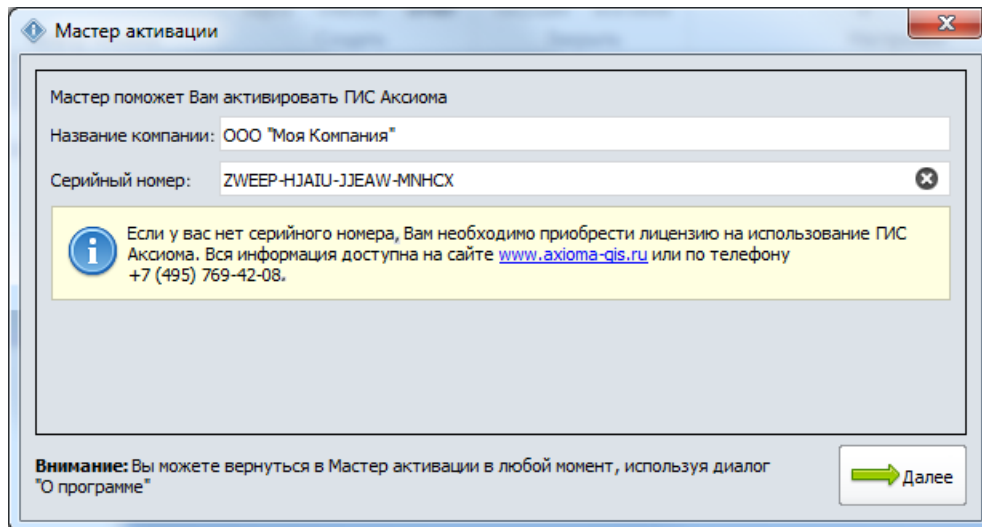 Мастер активации
Мастер поможет Вам активировать ГИС Аксиома
Название компании: ООО "Моя Компания"
Серийный номер: ZWEEP-HJAIU-JJEAW-MNHCX
Если у вас нет серийного номера, Вам необходимо приобрести лицензию на использование ГИС
Аксиома. Вся информация доступна на сайте www.axioma-gis.ru или по телефону
+7 (495) 769-42-08.
Внимание: Вы можете вернуться в Мастер активации в любой момент, используя диалог
"О программе"
Далее